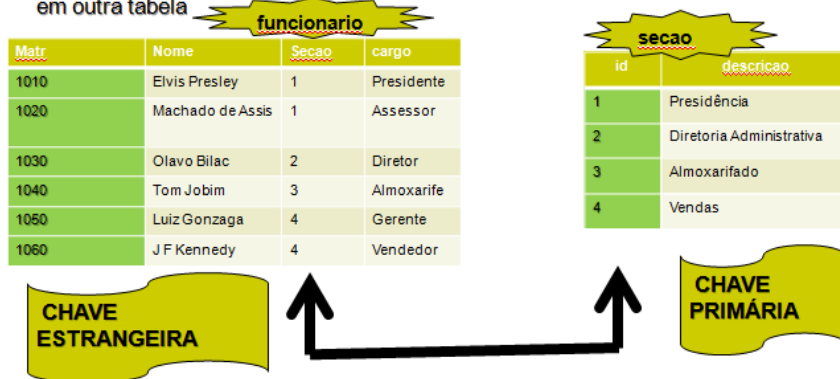 em outra tabela
funcionario
Matr Nome Secao cargo
1010 Elvis Presley 1 Presidente
1020 Machado de Assis 1 Assessor
1030 Olavo Bilac 2 Diretor
1040 Tom Jobim 3 Almoxarife
1050 Luiz Gonzaga 4 Gerente
1060 J F Kennedy 4 Vendedor
secao
id descricao
1 Presidência
2 Diretoria Administrativa
3 Almoxarifado
4 Vendas
CHAVE
ESTRANGEIRA
CHAVE
PRIMÁRIA